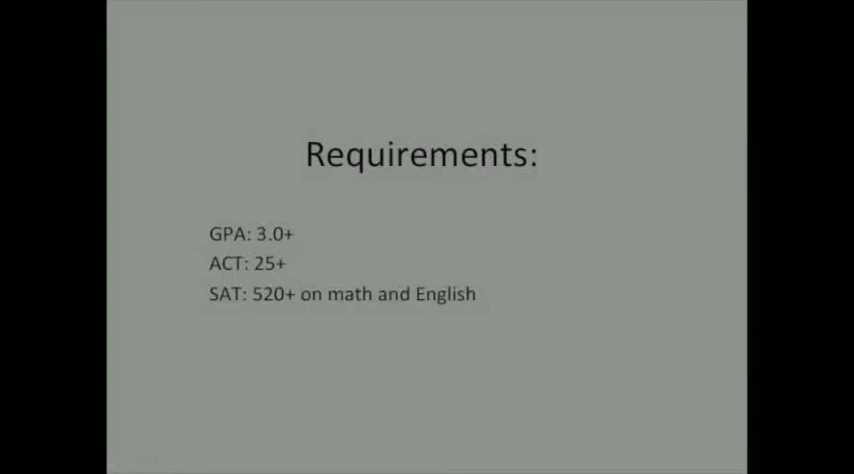 Requirements:
GPA: 3.0+
ACT: 25+
SAT: 520+ on math and English